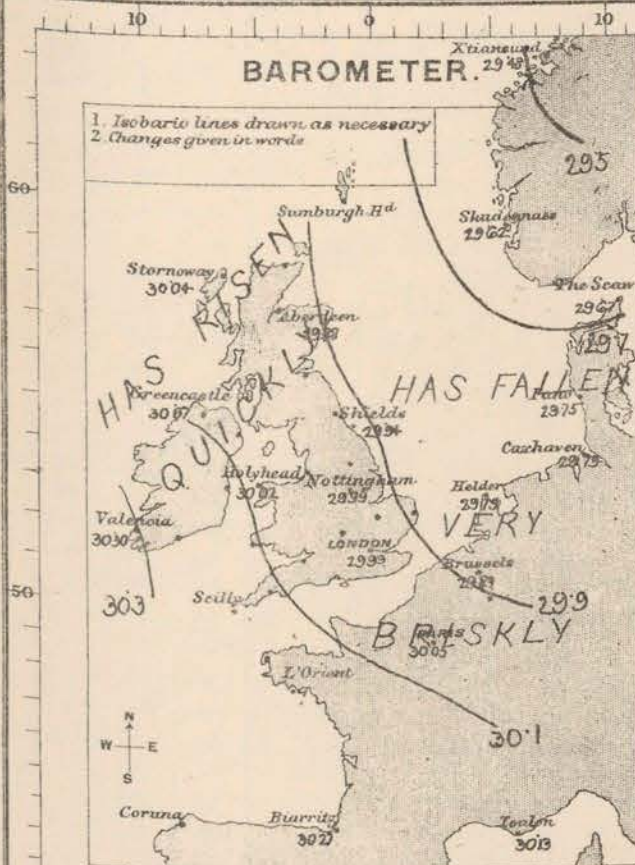 10 0 10
Xtiansund
29.48
BAROMETER.
1. Isobaric lines drawn as necessary
2. Changes given in words
29.5
60
Sumburgh Hd
Skudesnaes
29.62
Stornoway
30.04
The Scaw
29.67
29.7
Aberdeen
HAS RISEN
QUICKLY
HAS FALLEN
Greencastle
30.07
Shields
29.94
Fano
29.75
Cuxhaven
29.79
Holyhead
30.02
Nottingham
29.99
Helder
29.79
VERY
Valencia
30.30
LONDON
29.99
Brussels
29.89
30.3
50
Scilly
29.9
BRISKLY
Paris
30.05
L'Orient
30.1
N
W E
S
Coruna
Biarritz
30.27
Toulon
30.13